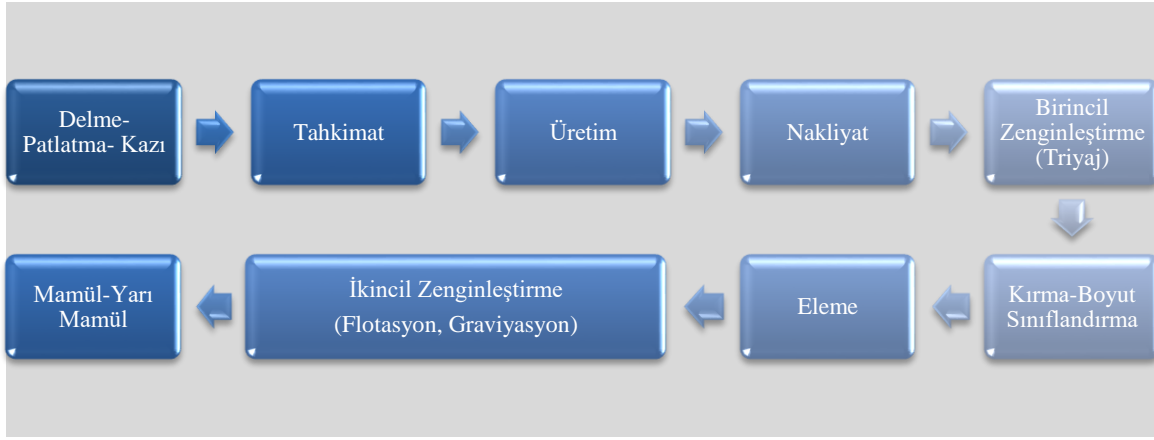 Delme-
Patlatma- Kazı
Tahkimat
Üretim
Nakliyat
Birincil
Zenginleştirme
(Triyaj)
Kırma-Boyut
Sınıflandırma
Eleme
İkincil Zenginleştirme
(Flotasyon, Graviyasyon)
Mamül-Yarı
Mamül